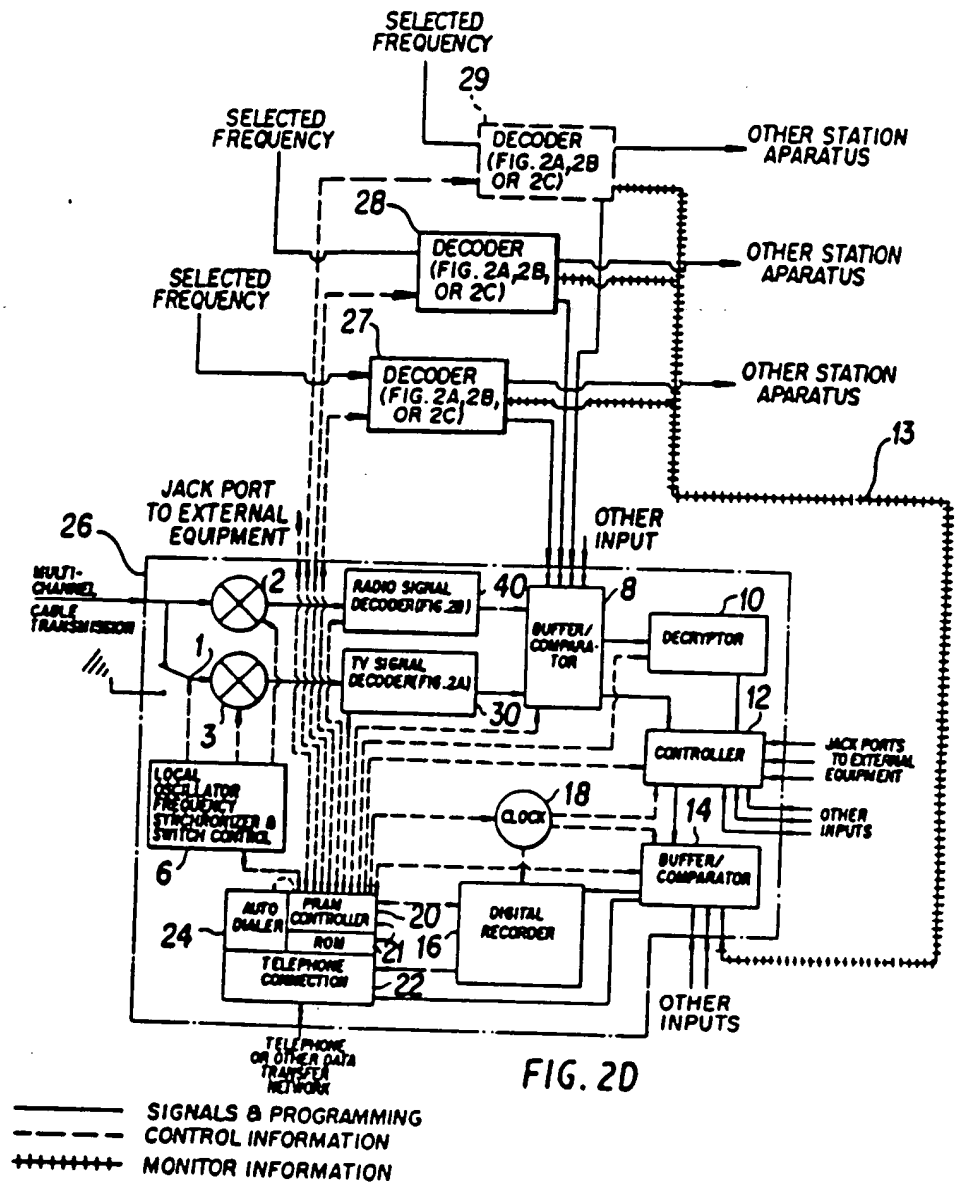 SELECTED
FREQUENCY
29
SELECTED
FREQUENCY
DECODER
(FIG. 2A, 2B
OR 2C)
OTHER STATION
APARATUS
28
DECODER
(FIG. 2A, 2B,
OR 2C)
OTHER STATION
APARATUS
SELECTED
FREQUENCY
27
DECODER
(FIG. 2A, 2B,
OR 2C)
OTHER STATION
APARATUS
13
JACK PORT
TO EXTERNAL
EQUIPMENT
OTHER
INPUT
26
MULTI-
CHANNEL
CABLE
TRANSMISSION
2
RADIO SIGNAL
DECODER (FIG. 2B)
40
8
BUFFER/
COMPARA-
TOR
10
DECRYPTOR
1
3
TV SIGNAL
DECODER (FIG. 2A)
30
12
CONTROLLER
JACK PORTS
TO EXTERNAL
EQUIPMENT
OTHER
INPUTS
LOCAL
OSCILLATOR
FREQUENCY
SYNCHRONIZER &
SWITCH CONTROL
6
18
CLOCK
14
BUFFER/
COMPARATOR
24
AUTO
DIALER
PRAM
CONTROLLER
20
ROM
21
TELEPHONE
CONNECTION
22
16
DIGITAL
RECORDER
OTHER
INPUTS
TELEPHONE
OR OTHER DATA
TRANSFER
NETWORK
FIG. 2D
SIGNALS & PROGRAMMING
CONTROL INFORMATION
MONITOR INFORMATION